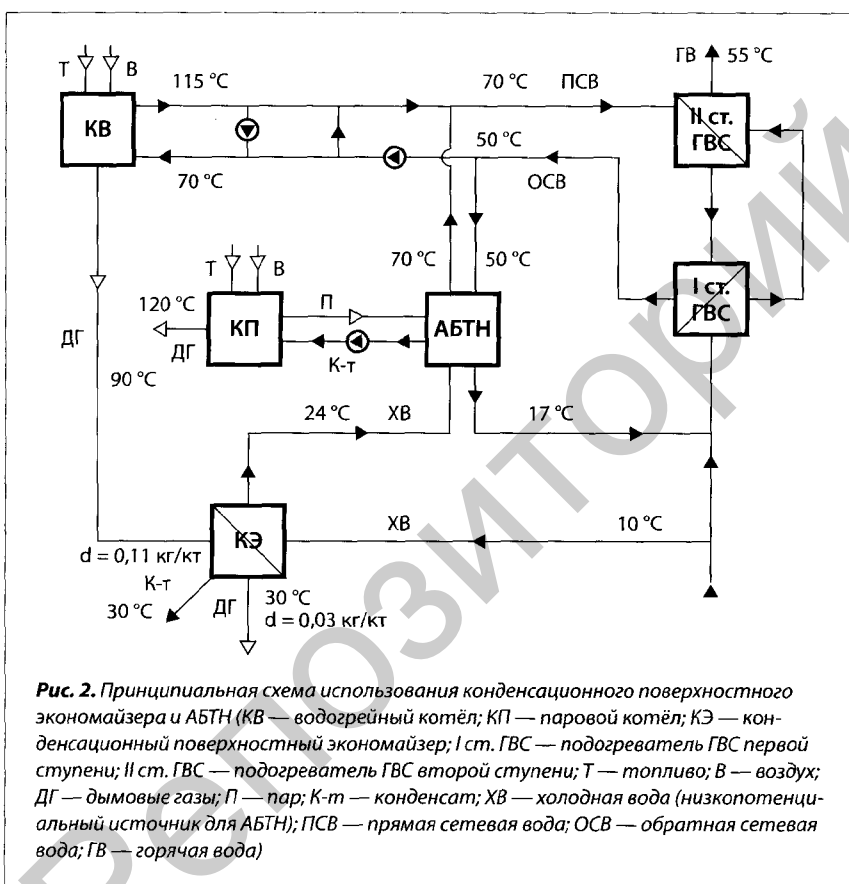 ГВ 55 °C
Т В
115 °C 70 °C ПСВ
КВ
II ст.
ГВС
50 °C
70 °C ОСВ
Т В 70 °C 50 °C
I ст.
ГВС
120 °C П
КП АБТН
ДГ ДГ
К-т
90 °C
24 °C ХВ 17 °C
КЭ ХВ 10 °C
d = 0,11 кг/кт
К-т
30 °C ДГ 30 °C
d = 0,03 кг/кт
Рис. 2. Принципиальная схема использования конденсационного поверхностного
экономайзера и АБТН (КВ — водогрейный котёл; КП — паровой котёл; КЭ — кон-
денсационный поверхностный экономайзер; I ст. ГВС — подогреватель ГВС первой
ступени; II ст. ГВС — подогреватель ГВС второй ступени; Т — топливо; В — воздух;
ДГ — дымовые газы; П — пар; К-т — конденсат; ХВ — холодная вода (низкопотенци-
альный источник для АБТН); ПСВ — прямая сетевая вода; ОСВ — обратная сетевая
вода; ГВ — горячая вода)
Репозиторий